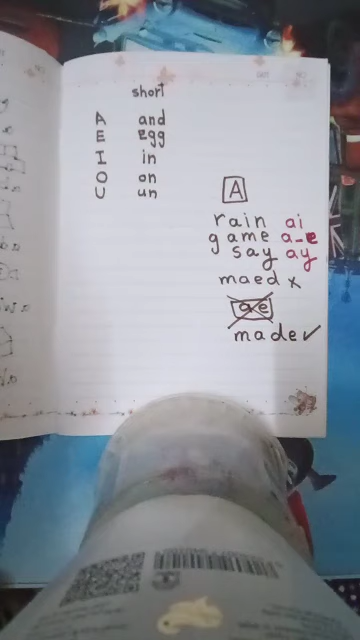 short
A and
E egg
I in
O on
U un
A
rain ai
game a-e
say ay
maed x
ae
made ✓